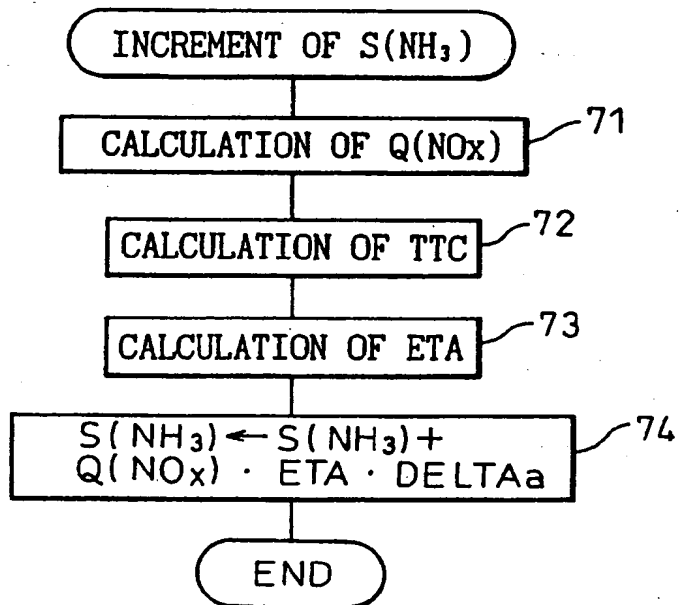 INCREMENT OF S(NH₃)
CALCULATION OF Q(NOx)
71
CALCULATION OF TTC
72
CALCULATION OF ETA
73
S(NH₃)←S(NH₃)+
Q(NOx)・ETA・DELTAa
74
END